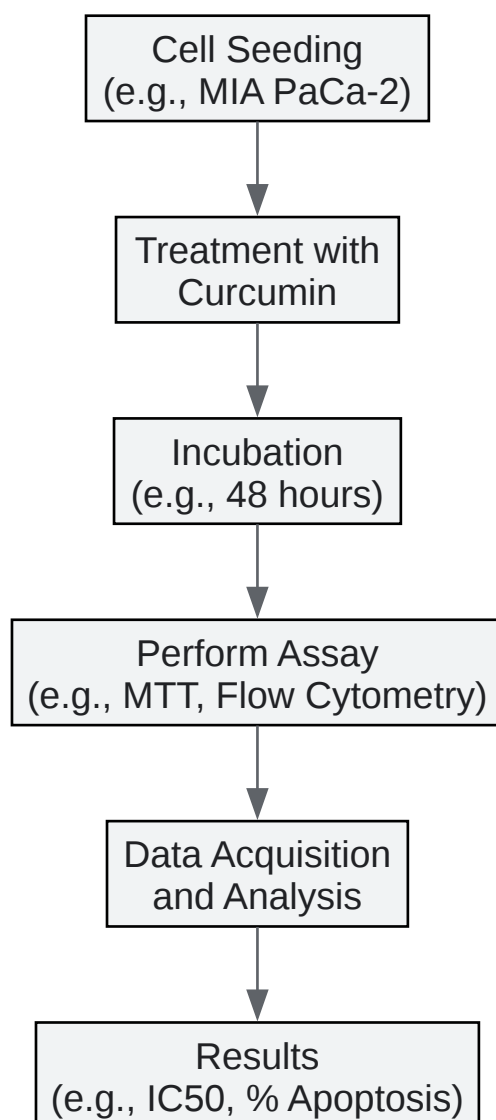 Cell Seeding
(e.g., MIA PaCa-2)
Treatment with
Curcumin
Incubation
(e.g., 48 hours)
Perform Assay
(e.g., MTT, Flow Cytometry)
Data Acquisition
and Analysis
Results
(e.g., IC50, % Apoptosis)